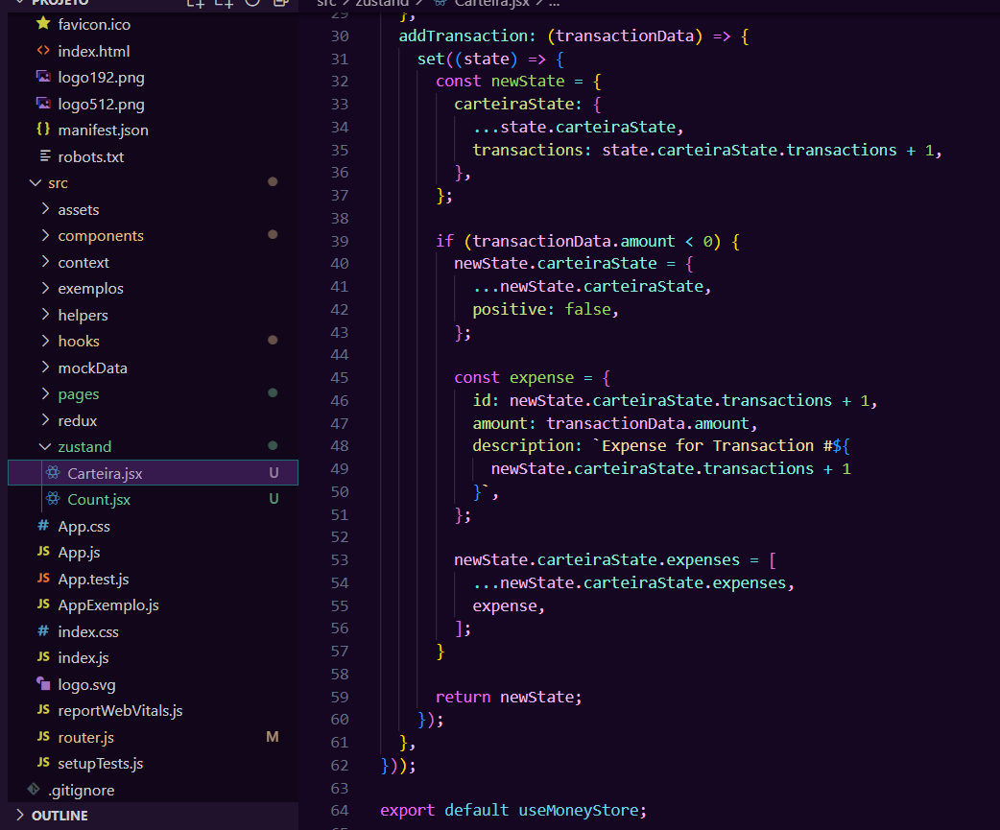 PROJETO
favicon.ico
<> index.html
logo192.png
logo512.png
{} manifest.json
robots.txt
src
assets
components
context
exemplos
helpers
hooks
mockData
pages
redux
zustand
Carteira.jsx U
Count.jsx U
# App.css
JS App.js
JS App.test.js
JS AppExemplo.js
# index.css
JS index.js
logo.svg
JS reportWebVitals.js
JS router.js M
JS setupTests.js
.gitignore
OUTLINE
src > zustand > Carteira.jsx > ...
29 },
30 addTransaction: (transactionData) => {
31 set((state) => {
32 const newState = {
33 carteiraState: {
34 ...state.carteiraState,
35 transactions: state.carteiraState.transactions + 1,
36 },
37 };
38
39 if (transactionData.amount < 0) {
40 newState.carteiraState = {
41 ...newState.carteiraState,
42 positive: false,
43 };
44
45 const expense = {
46 id: newState.carteiraState.transactions + 1,
47 amount: transactionData.amount,
48 description: `Expense for Transaction #${
49 newState.carteiraState.transactions + 1
50 }`,
51 };
52
53 newState.carteiraState.expenses = [
54 ...newState.carteiraState.expenses,
55 expense,
56 ];
57 }
58
59 return newState;
60 });
61 },
62 }));
63
64 export default useMoneyStore;